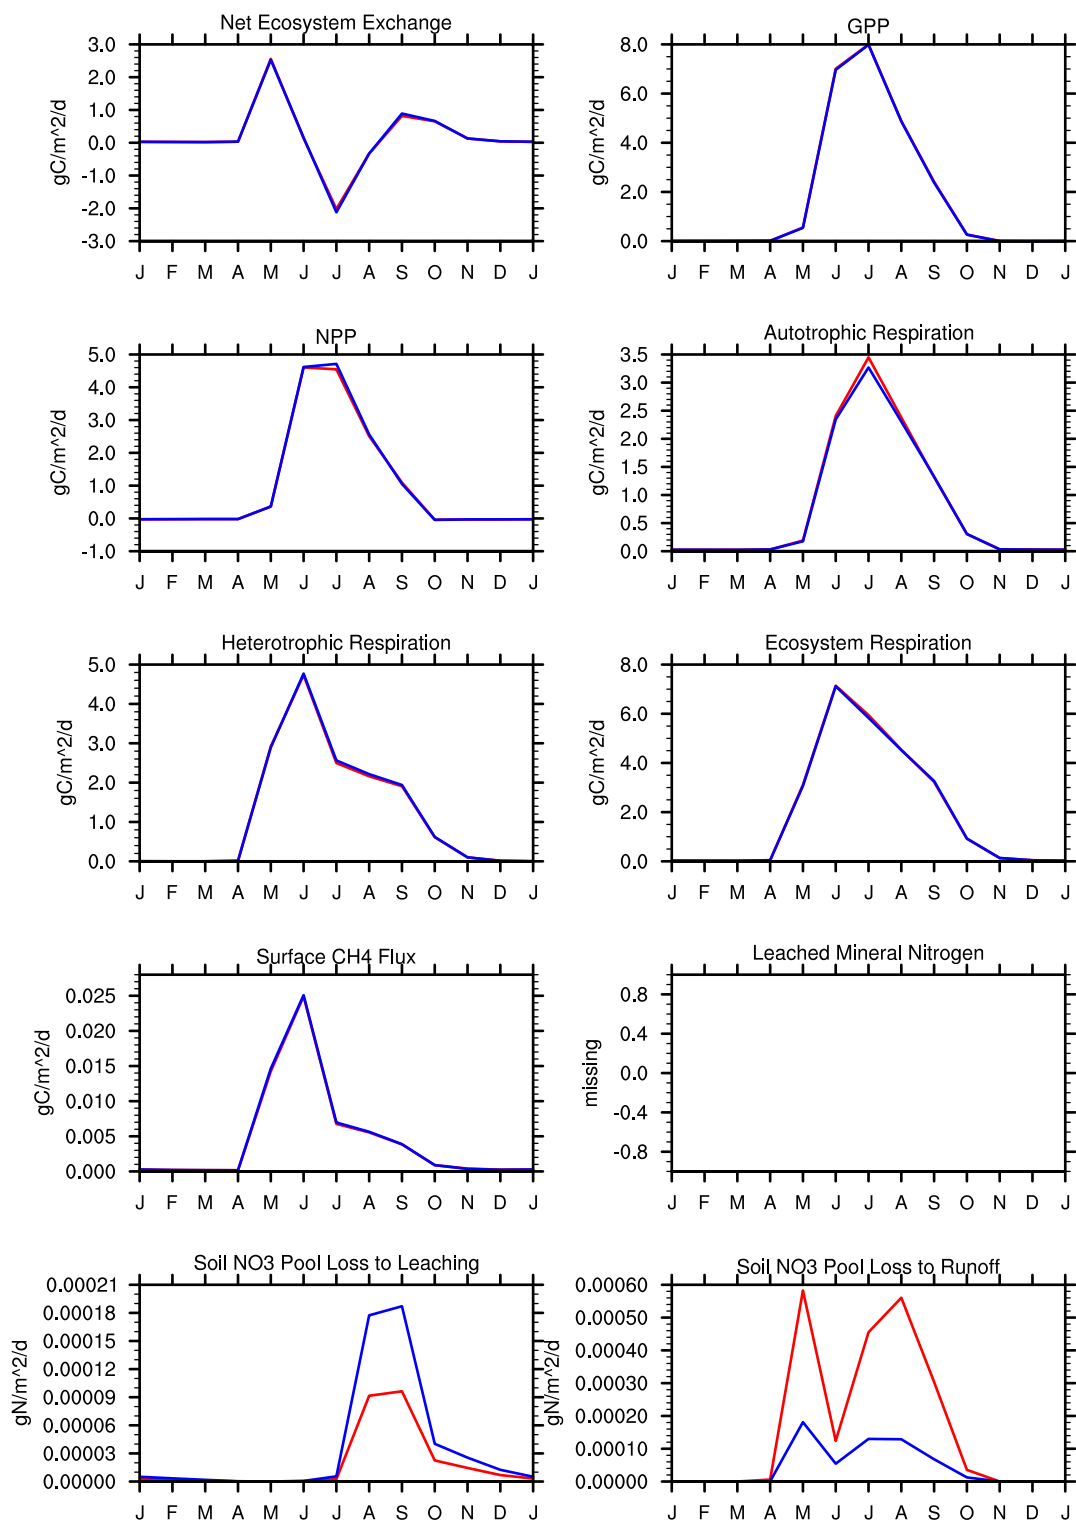 Net Ecosystem Exchange
gC/m^2/d
3.0
2.0
1.0
0.0
-1.0
-2.0
-3.0
J F M A M J J A S O N D J
GPP
gC/m^2/d
8.0
6.0
4.0
2.0
0.0
J F M A M J J A S O N D J
NPP
gC/m^2/d
5.0
4.0
3.0
2.0
1.0
0.0
-1.0
J F M A M J J A S O N D J
Autotrophic Respiration
gC/m^2/d
3.5
3.0
2.5
2.0
1.5
1.0
0.5
0.0
J F M A M J J A S O N D J
Heterotrophic Respiration
gC/m^2/d
5.0
4.0
3.0
2.0
1.0
0.0
J F M A M J J A S O N D J
Ecosystem Respiration
gC/m^2/d
8.0
6.0
4.0
2.0
0.0
J F M A M J J A S O N D J
Surface CH4 Flux
gC/m^2/d
0.025
0.020
0.015
0.010
0.005
0.000
J F M A M J J A S O N D J
Leached Mineral Nitrogen
missing
0.8
0.4
0.0
-0.4
-0.8
J F M A M J J A S O N D J
Soil NO3 Pool Loss to Leaching
gN/m^2/d
0.00021
0.00018
0.00015
0.00012
0.00009
0.00006
0.00003
0.00000
J F M A M J J A S O N D J
Soil NO3 Pool Loss to Runoff
gN/m^2/d
0.00060
0.00050
0.00040
0.00030
0.00020
0.00010
0.00000
J F M A M J J A S O N D J